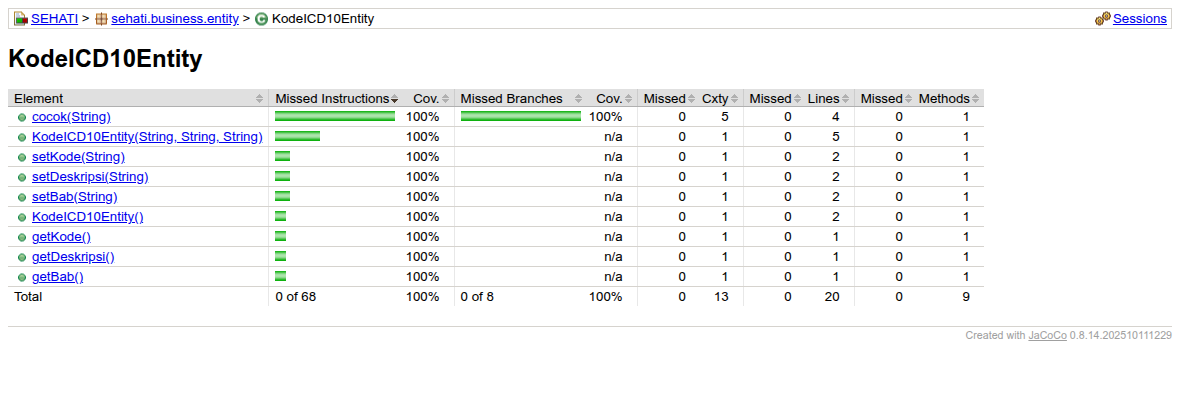 SEHATI > sehati.business.entity > KodeICD10Entity Sessions
KodeICD10Entity
Element Missed Instructions Cov. Missed Branches Cov. Missed Cxty Missed Lines Missed Methods
cocok(String) 100% 100% 0 5 0 4 0 1
KodeICD10Entity(String, String, String) 100% n/a 0 1 0 5 0 1
setKode(String) 100% n/a 0 1 0 2 0 1
setDeskripsi(String) 100% n/a 0 1 0 2 0 1
setBab(String) 100% n/a 0 1 0 2 0 1
KodeICD10Entity() 100% n/a 0 1 0 2 0 1
getKode() 100% n/a 0 1 0 1 0 1
getDeskripsi() 100% n/a 0 1 0 1 0 1
getBab() 100% n/a 0 1 0 1 0 1
Total 0 of 68 100% 0 of 8 100% 0 13 0 20 0 9
Created with JaCoCo 0.8.14.202510111229